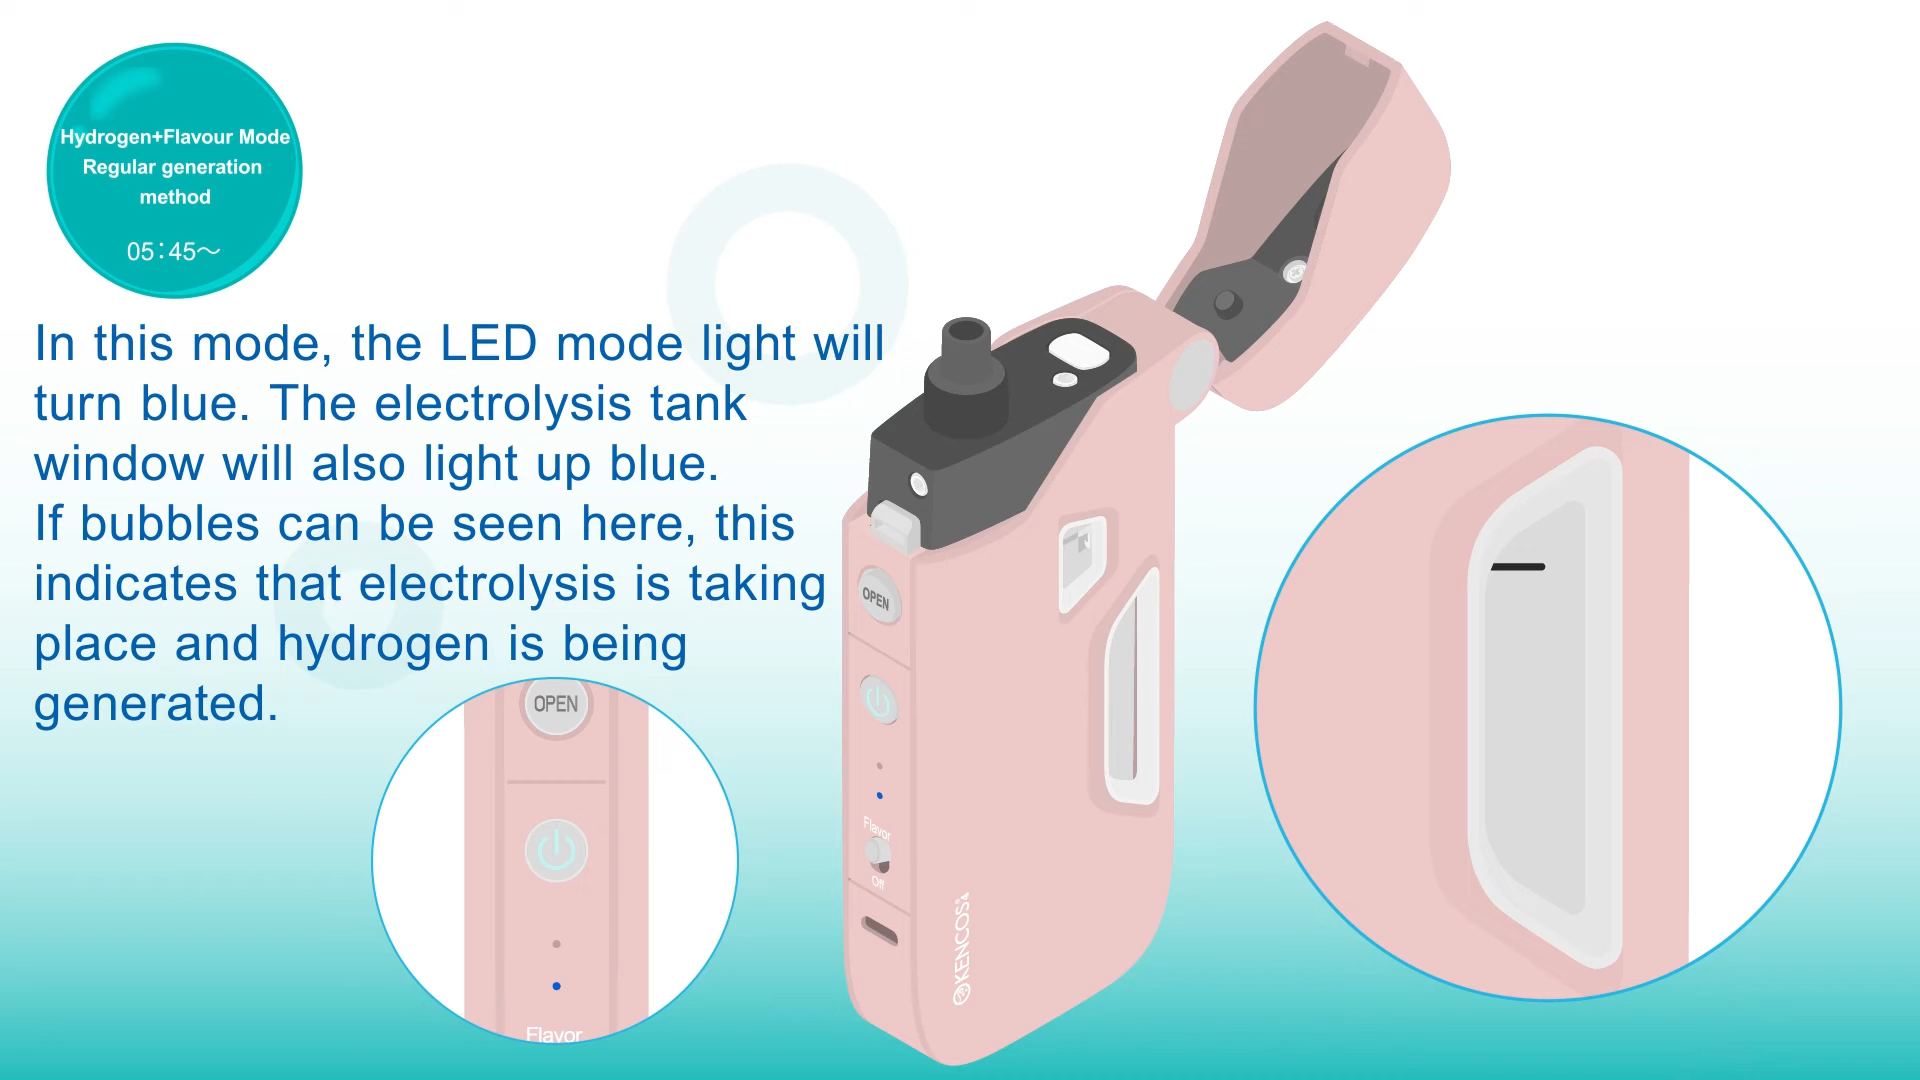 Hydrogen+Flavour Mode
Regular generation
method
05:45～
In this mode, the LED mode light will
turn blue. The electrolysis tank
window will also light up blue.
If bubbles can be seen here, this
indicates that electrolysis is taking
place and hydrogen is being
generated.
OPEN
Flavor
OPEN
Flavor
Off
KENCOS4